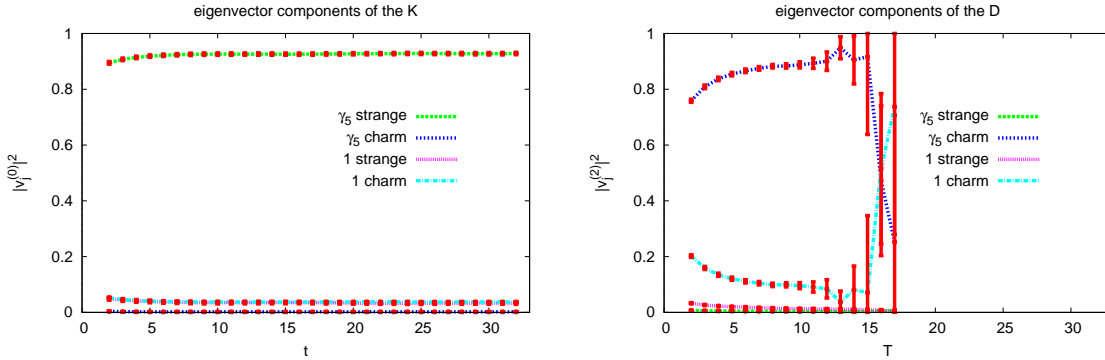 eigenvector components of the K
|v_j^(0)|^2
1
0.8
0.6
0.4
0.2
0
γ5 strange
γ5 charm
1 strange
1 charm
0 5 10 15 20 25 30
t
eigenvector components of the D
|v_j^(2)|^2
1
0.8
0.6
0.4
0.2
0
γ5 strange
γ5 charm
1 strange
1 charm
0 5 10 15 20 25 30
T